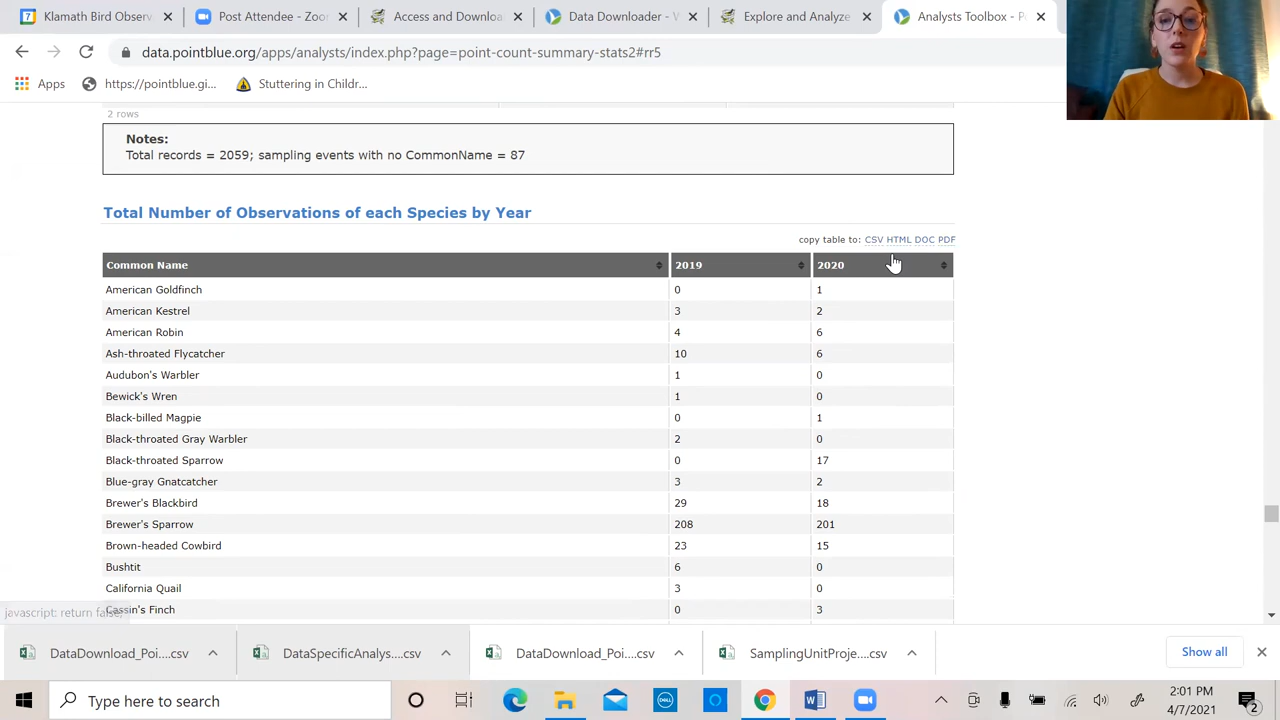 Klamath Bird Observ
Post Attendee - Zoo
Access and Downloa
Data Downloader - 
Explore and Analyze
Analysts Toolbox - P
data.pointblue.org/apps/analysts/index.php?page=point-count-summary-stats2#rr5
Apps
https://pointblue.gi...
Stuttering in Childr...
2 rows
Notes:
Total records = 2059; sampling events with no CommonName = 87
Total Number of Observations of each Species by Year
copy table to: CSV HTML DOC PDF
Common Name 2019 2020
American Goldfinch 0 1
American Kestrel 3 2
American Robin 4 6
Ash-throated Flycatcher 10 6
Audubon's Warbler 1 0
Bewick's Wren 1 0
Black-billed Magpie 0 1
Black-throated Gray Warbler 2 0
Black-throated Sparrow 0 17
Blue-gray Gnatcatcher 3 2
Brewer's Blackbird 29 18
Brewer's Sparrow 208 201
Brown-headed Cowbird 23 15
Bushtit 6 0
California Quail 3 0
Cassin's Finch 0 3
javascript: return false;
DataDownload_Poi....csv
DataSpecificAnalys....csv
DataDownload_Poi....csv
SamplingUnitProje....csv
Show all
Type here to search
2:01 PM
4/7/2021